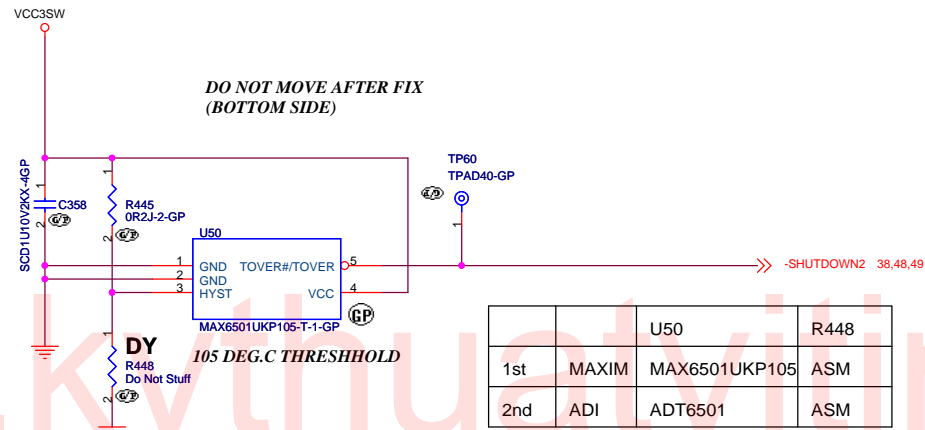 VCC3SW
DO NOT MOVE AFTER FIX
(BOTTOM SIDE)
TP60
TPAD40-GP
SCD1U10V2KX-4GP
1
C358
2
G/P
1
R445
0R2J-2-GP
2
G/P
1
U50
1 GND TOVER#/TOVER 5
2 GND
3 HYST VCC 4
MAX6501UKP105-T-1-GP
GP
-SHUTDOWN2 38,48,49
105 DEG.C THRESHHOLD
1
DY
R448
Do Not Stuff
2
G/P
U50 R448
1st MAXIM MAX6501UKP105 ASM
2nd ADI ADT6501 ASM
.kythuatvitin